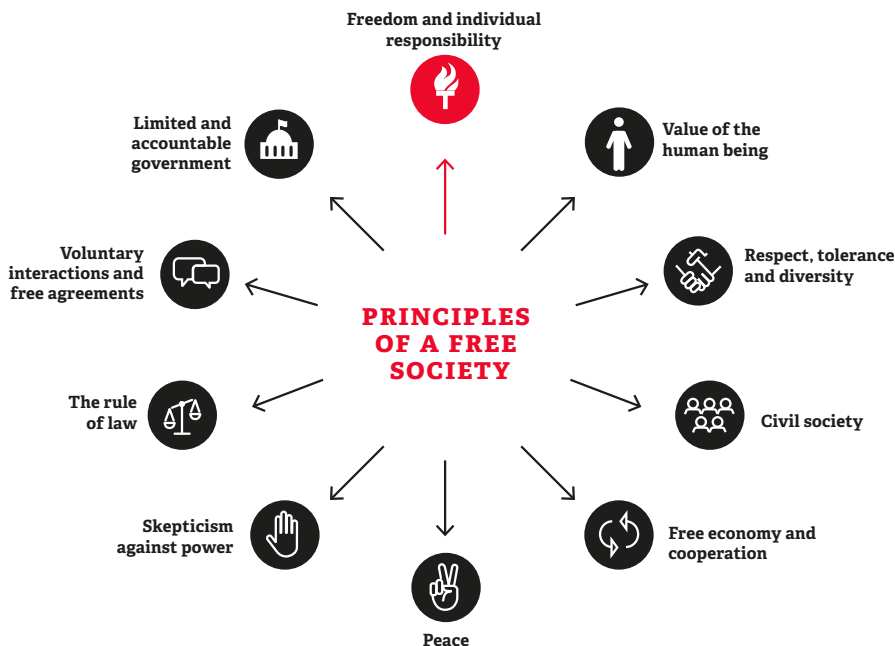 Freedom and individual
responsibility
Value of the
human being
Respect, tolerance
and diversity
Civil society
Free economy and
cooperation
Peace
Skepticism
against power
The rule
of law
Voluntary
interactions and
free agreements
Limited and
accountable
government
PRINCIPLES
OF A FREE
SOCIETY